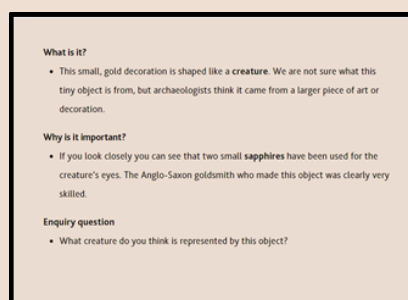 What is it?
• This small, gold decoration is shaped like a creature. We are not sure what this
tiny object is from, but archaeologists think it came from a larger piece of art or
decoration.
Why is it important?
• If you look closely you can see that two small sapphires have been used for the
creature's eyes. The Anglo-Saxon goldsmith who made this object was clearly very
skilled.
Enquiry question
• What creature do you think is represented by this object?